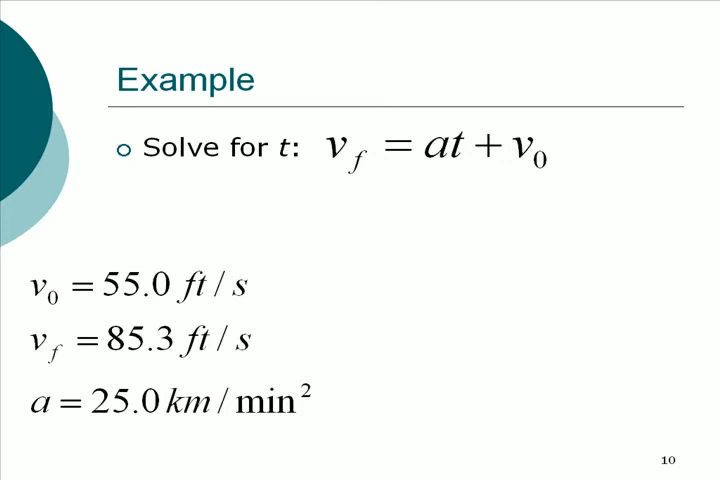 Example
Solve for t: v_f = at + v_0
v_0 = 55.0 ft / s
v_f = 85.3 ft / s
a = 25.0 km / min^2
10